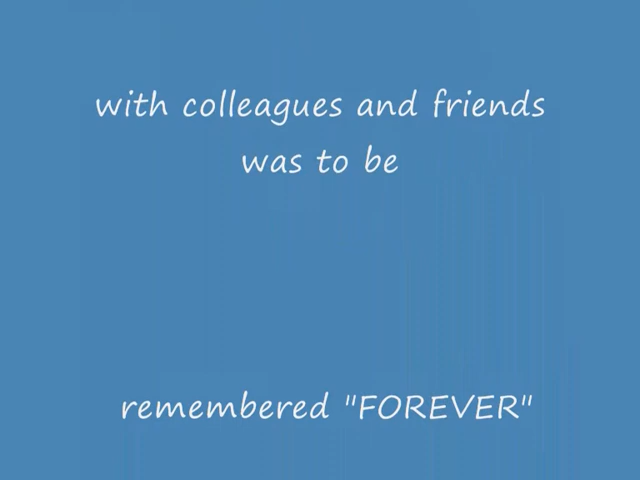 with colleagues and friends
was to be
remembered "FOREVER"